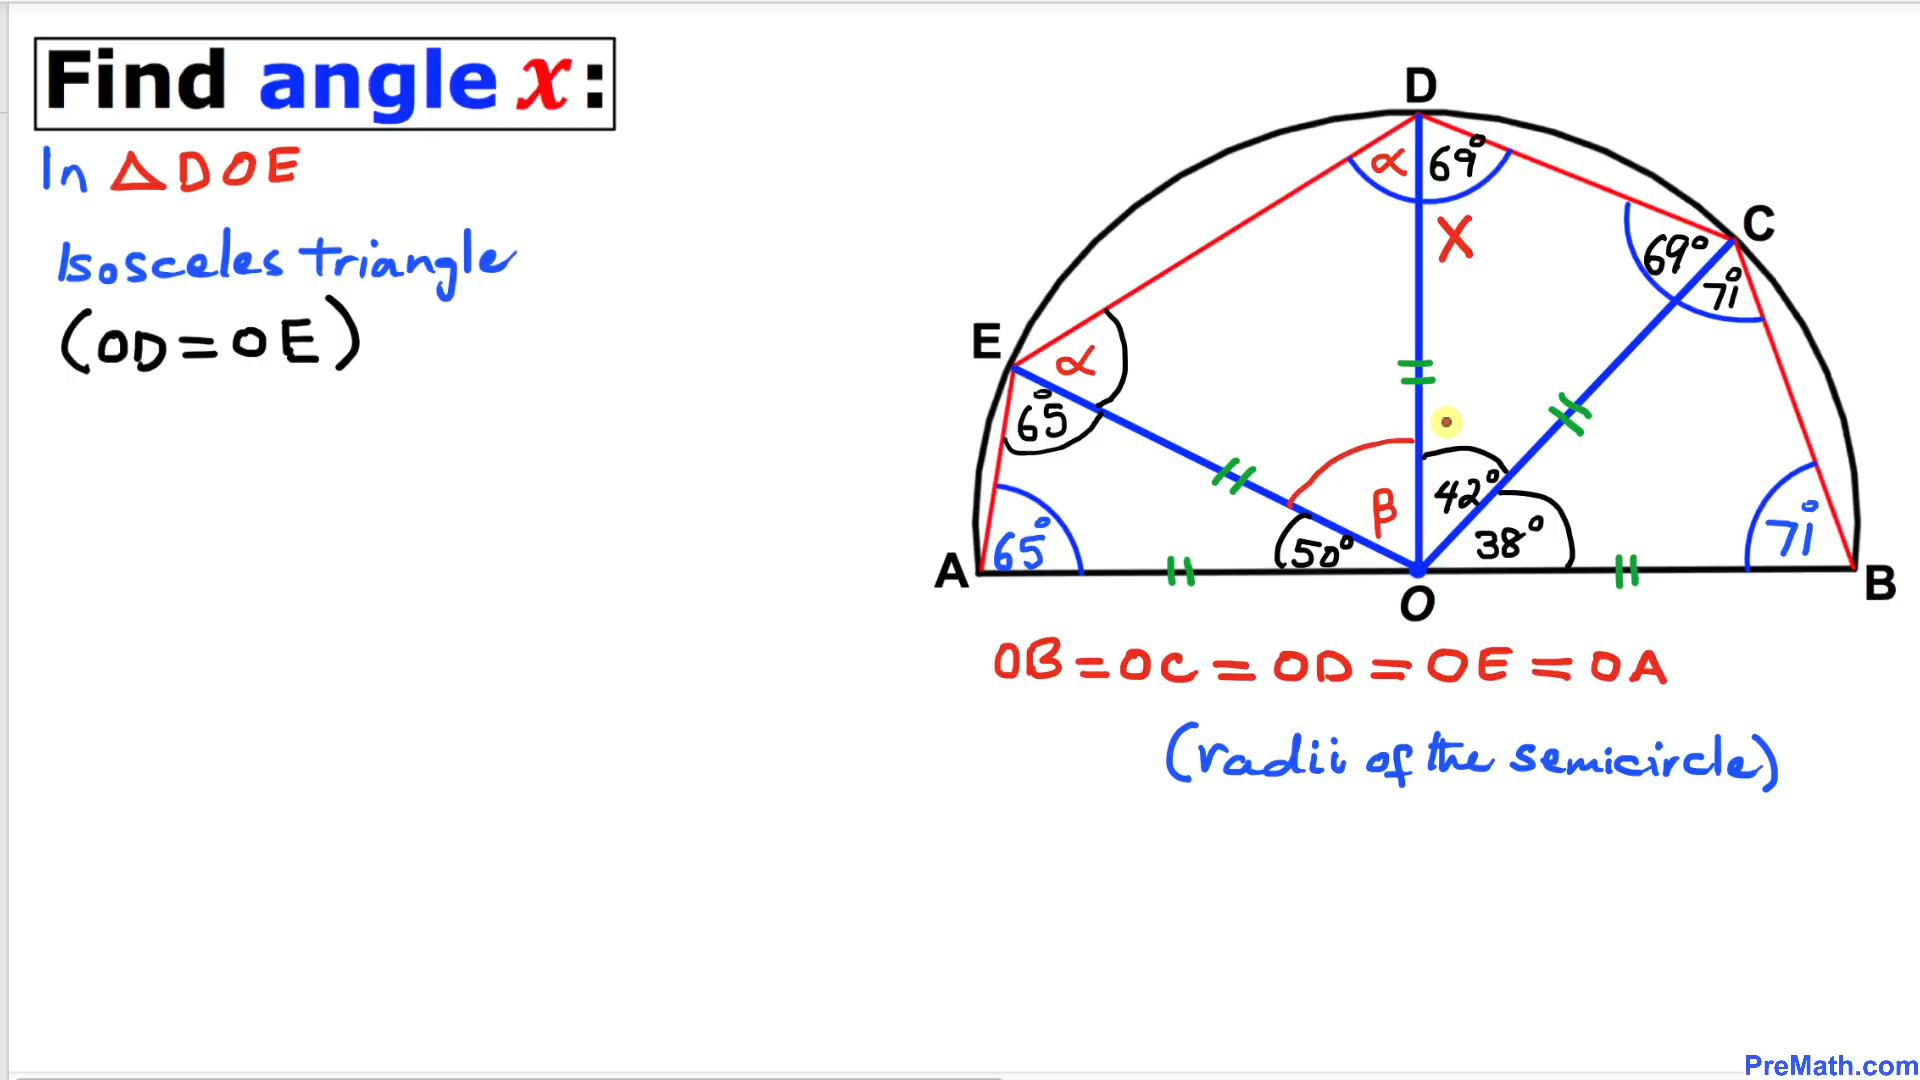 Find angle x:
In △DOE
Isosceles triangle
(OD=OE)
D
α 69°
X
C
69°
71°
E
α
65°
β
42°
A
65°
50°
38°
71°
B
O
OB=OC=OD=OE=OA
(radii of the semicircle)
PreMath.com